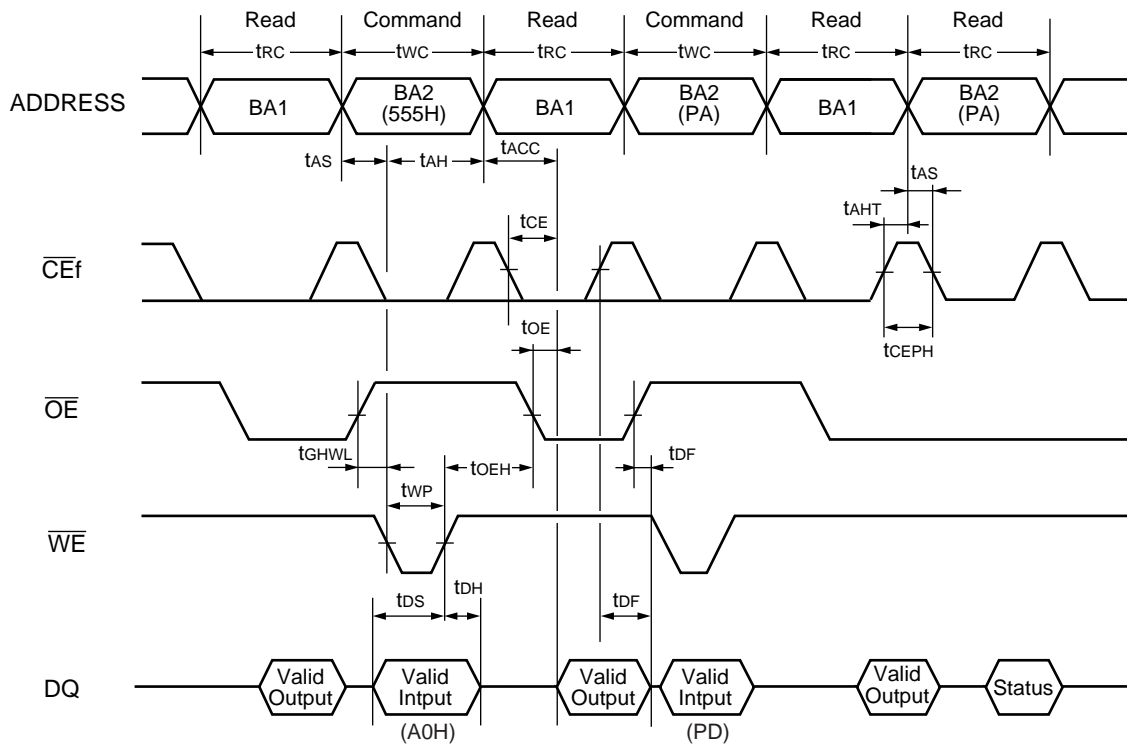 Read Command Read Command Read Read
tRC tWC tRC tWC tRC tRC
ADDRESS BA1 BA2 (555H) BA1 BA2 (PA) BA1 BA2 (PA)
tAS tAH tACC
tAS
tAHT
tCE
CEf
tCEPH
tOE
OE
tGHWL tOEH tDF
tWP
WE
tDS tDH tDF
DQ Valid Output Valid Intput Valid Output Valid Intput Valid Output Status
(A0H) (PD)